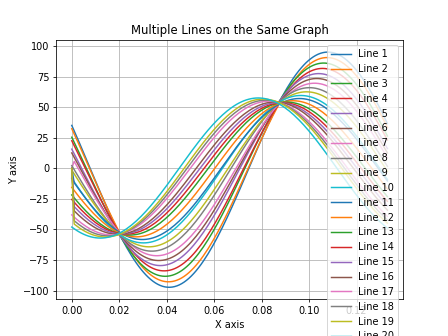 Multiple Lines on the Same Graph
100
75
50
25
0
−25
−50
−75
−100
Y axis
0.00
0.02
0.04
0.06
0.08
0.10
X axis
Line 1
Line 2
Line 3
Line 4
Line 5
Line 6
Line 7
Line 8
Line 9
Line 10
Line 11
Line 12
Line 13
Line 14
Line 15
Line 16
Line 17
Line 18
Line 19
Line 20